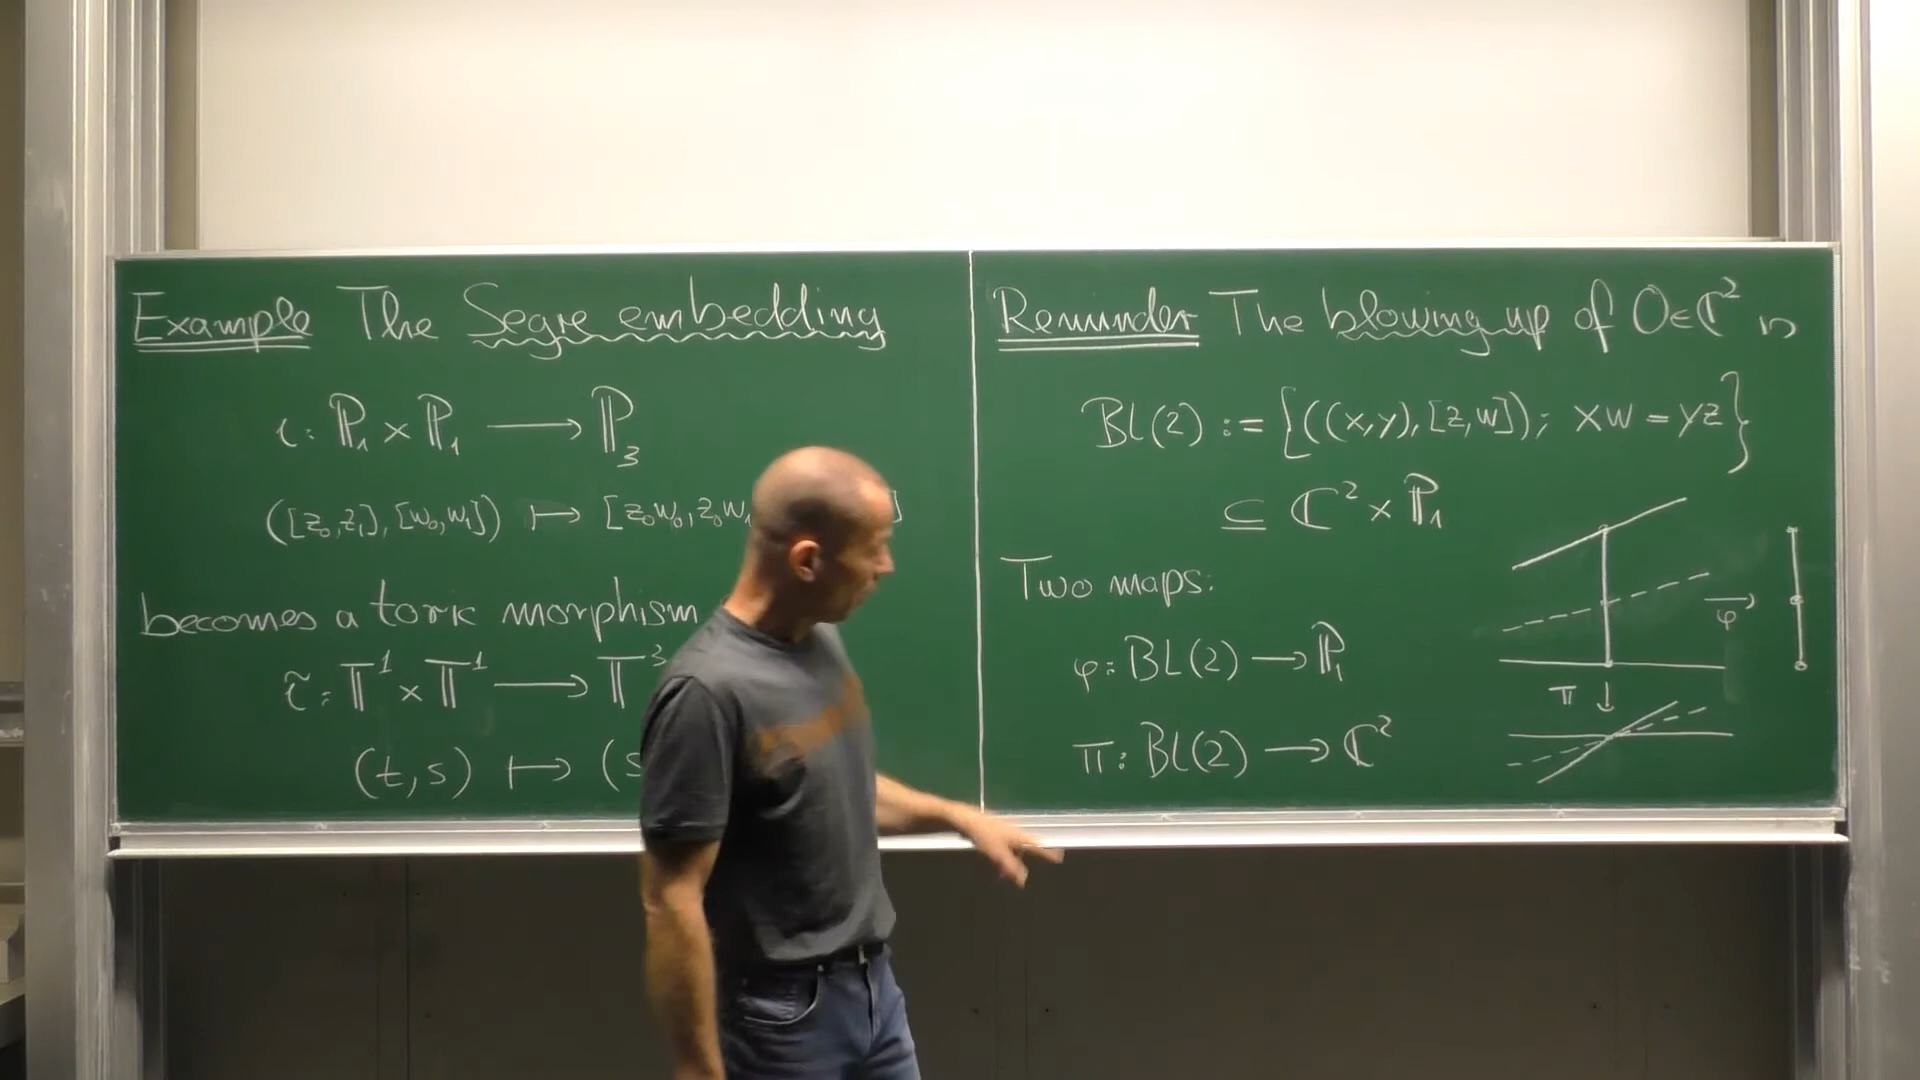 Example The Segre embedding
ι: ℙ₁ × ℙ₁ ⟶ ℙ₃
([z₀,z₁],[w₀,w₁]) ⟼ [z₀w₀, z₀w₁ ]
becomes a toric morphism
ι̃: 𝕋¹ × 𝕋¹ ⟶ 𝕋³
(t,s) ⟼ (s
Reminder The blowing up of 0∈ℂ² is
Bl(2) := {((x,y),[z,w]); xw = yz}
⊆ ℂ² × ℙ₁
Two maps:
φ: Bl(2) ⟶ ℙ₁
π: Bl(2) ⟶ ℂ²
⟶ φ
π ↓